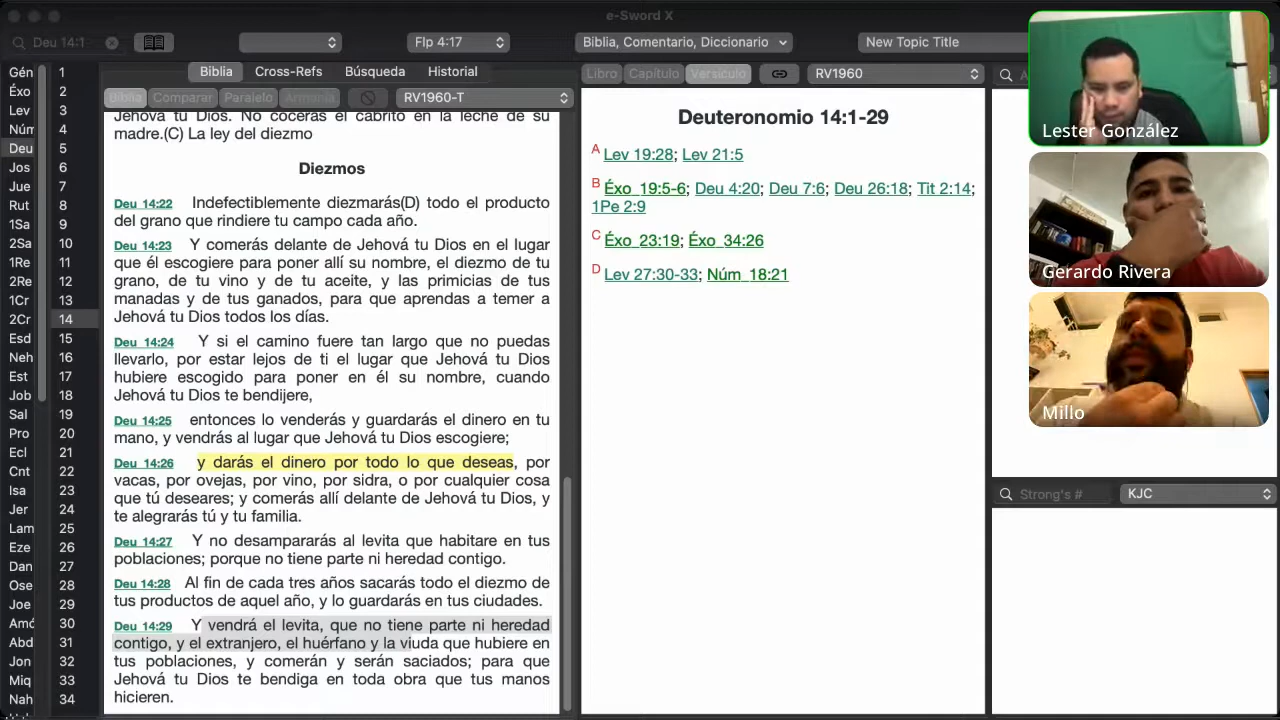 e-Sword X
Deu 14:1
Flp 4:17
Biblia, Comentario, Diccionario
New Topic Title
Biblia
Cross-Refs
Búsqueda
Historial
Libro
Capítulo
Versículo
RV1960
Biblia
Comparar
Paralelo
Armonía
RV1960-T
Gén
Éxo
Lev
Núm
Deu
Jos
Jue
Rut
1Sa
2Sa
1Re
2Re
1Cr
2Cr
Esd
Neh
Est
Job
Sal
Pro
Ecl
Cnt
Isa
Jer
Lam
Eze
Dan
Ose
Joe
Amó
Abd
Jon
Miq
Nah
1
2
3
4
5
6
7
8
9
10
11
12
13
14
15
16
17
18
19
20
21
22
23
24
25
26
27
28
29
30
31
32
33
34
Jehová tu Dios. No cocerás el cabrito en la leche de su
madre.(C) La ley del diezmo
Diezmos
Deu 14:22 Indefectiblemente diezmarás(D) todo el producto
del grano que rindiere tu campo cada año.
Deu 14:23 Y comerás delante de Jehová tu Dios en el lugar
que él escogiere para poner allí su nombre, el diezmo de tu
grano, de tu vino y de tu aceite, y las primicias de tus
manadas y de tus ganados, para que aprendas a temer a
Jehová tu Dios todos los días.
Deu 14:24 Y si el camino fuere tan largo que no puedas
llevarlo, por estar lejos de ti el lugar que Jehová tu Dios
hubiere escogido para poner en él su nombre, cuando
Jehová tu Dios te bendijere,
Deu 14:25 entonces lo venderás y guardarás el dinero en tu
mano, y vendrás al lugar que Jehová tu Dios escogiere;
Deu 14:26 y darás el dinero por todo lo que deseas, por
vacas, por ovejas, por vino, por sidra, o por cualquier cosa
que tú deseares; y comerás allí delante de Jehová tu Dios, y
te alegrarás tú y tu familia.
Deu 14:27 Y no desampararás al levita que habitare en tus
poblaciones; porque no tiene parte ni heredad contigo.
Deu 14:28 Al fin de cada tres años sacarás todo el diezmo de
tus productos de aquel año, y lo guardarás en tus ciudades.
Deu 14:29 Y vendrá el levita, que no tiene parte ni heredad
contigo, y el extranjero, el huérfano y la viuda que hubiere en
tus poblaciones, y comerán y serán saciados; para que
Jehová tu Dios te bendiga en toda obra que tus manos
hicieren.
Deuteronomio 14:1-29
A Lev 19:28; Lev 21:5
B Éxo 19:5-6; Deu 4:20; Deu 7:6; Deu 26:18; Tit 2:14;
1Pe 2:9
C Éxo 23:19; Éxo 34:26
D Lev 27:30-33; Núm 18:21
Lester González
Gerardo Rivera
Millo
Strong's #
KJC